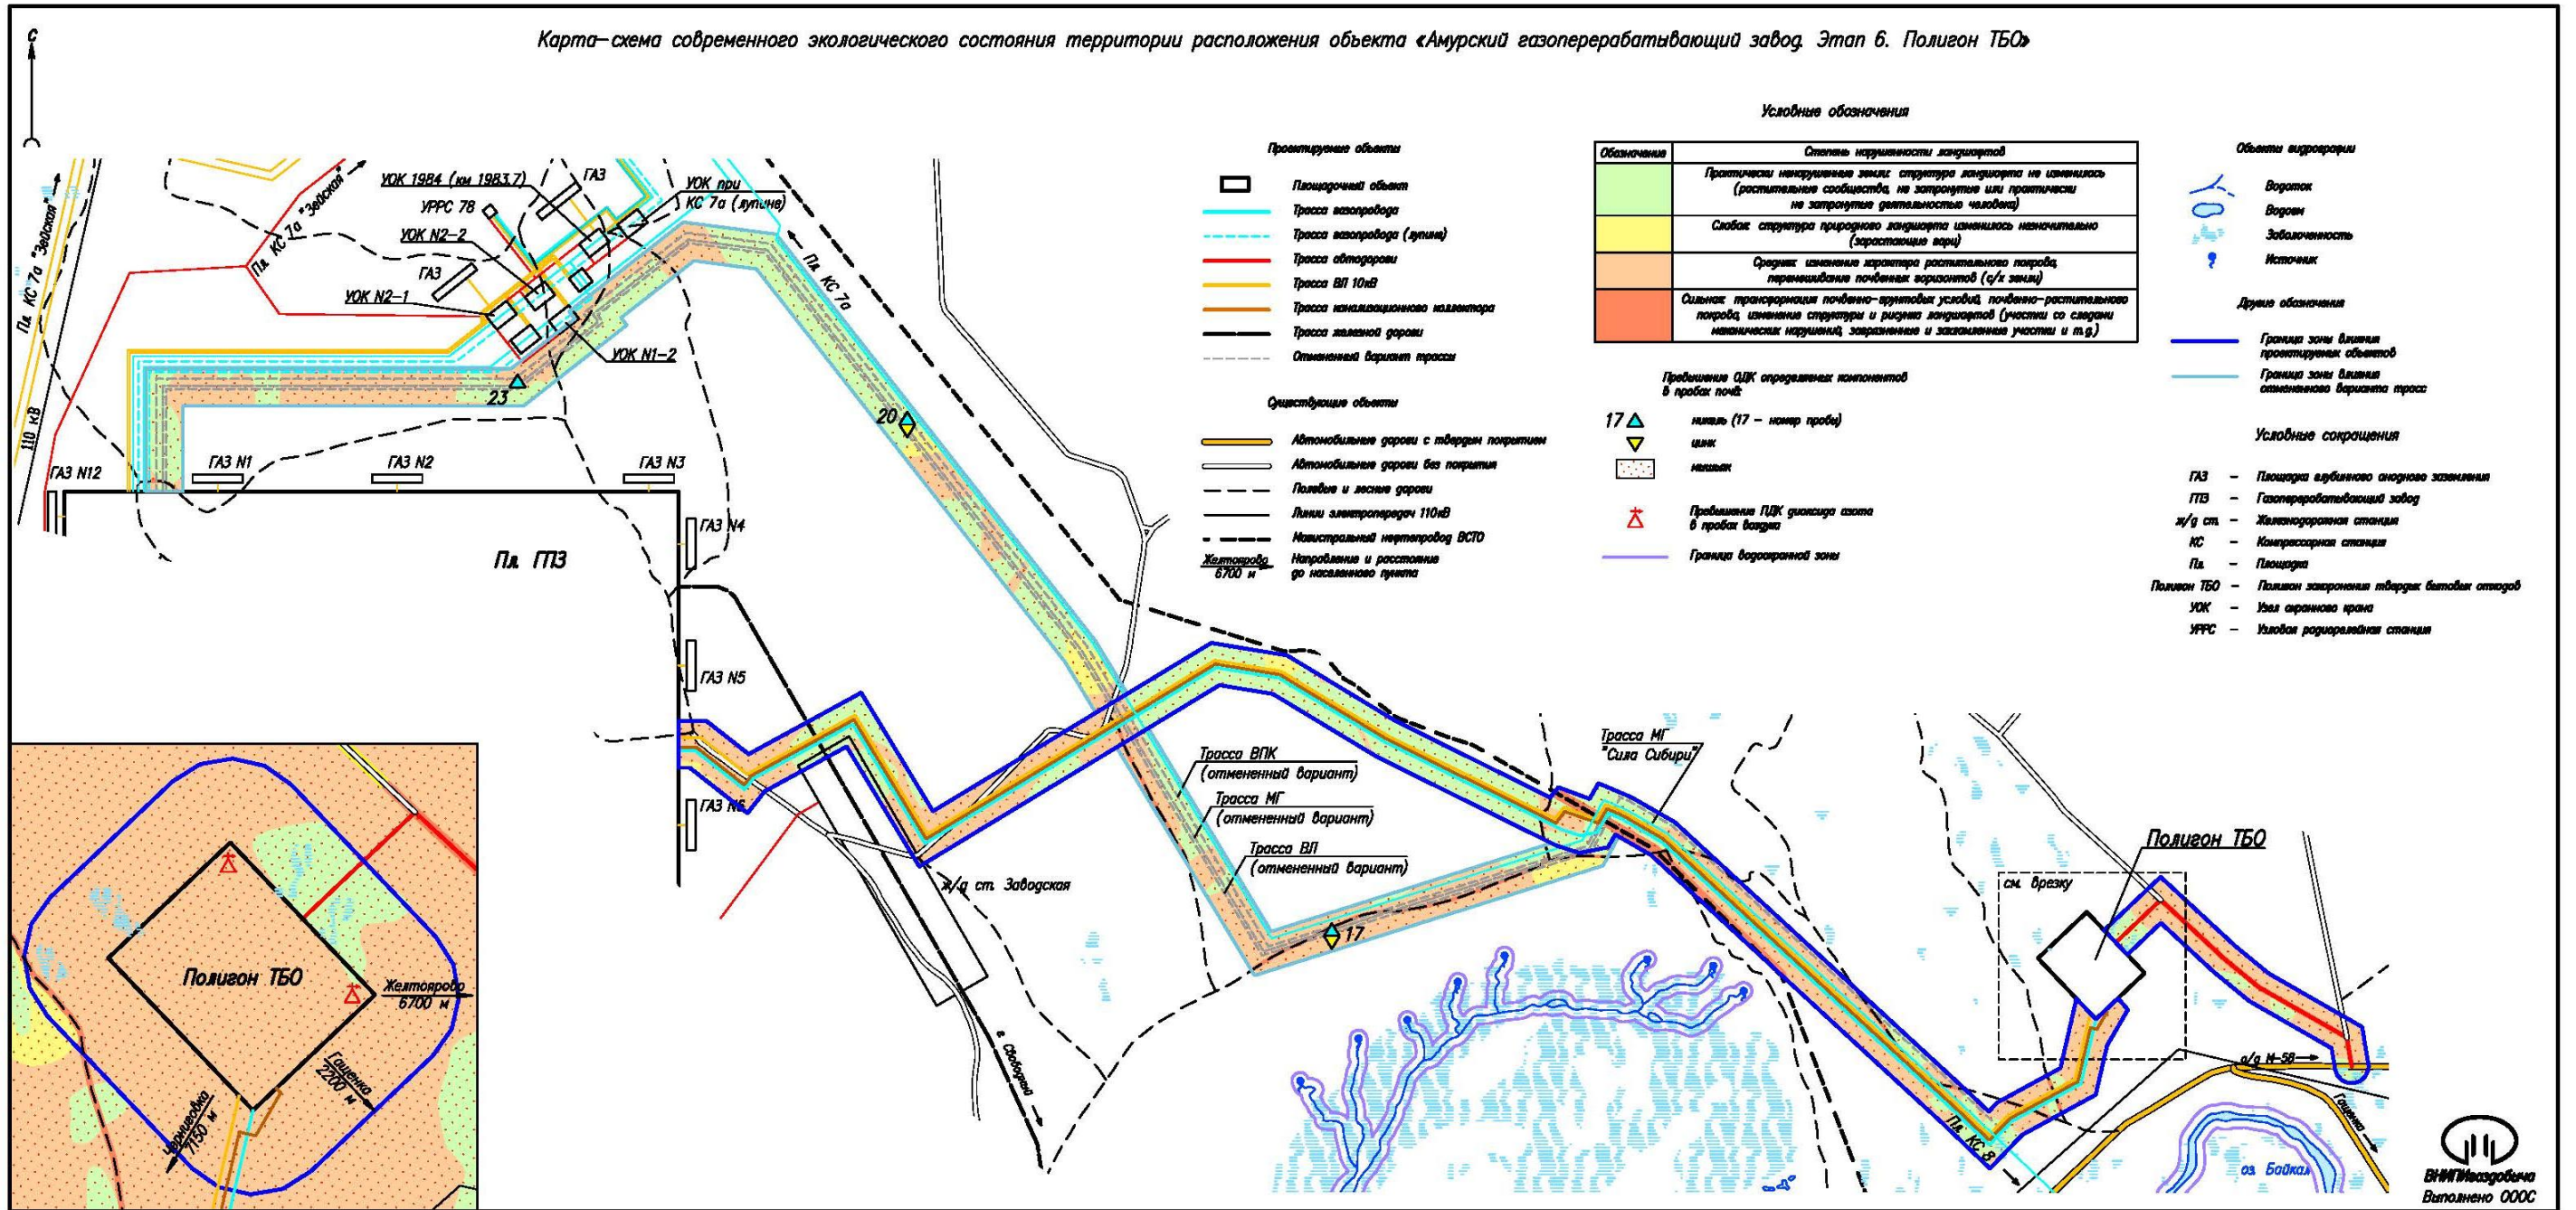 Карта-схема современного экологического состояния территории расположения объекта «Амурский газоперерабатывающий завод. Этап 6. Полигон ТБО»
С
Условные обозначения
Проектируемые объекты
Площадочный объект
Трасса газопровода
Трасса газопровода (лупинг)
Трасса автодороги
Трасса ВЛ 10кВ
Трасса канализационного коллектора
Трасса железной дороги
Отмененный вариант трассы
Существующие объекты
Автомобильные дороги с твердым покрытием
Автомобильные дороги без покрытия
Полевые и лесные дороги
Линии электропередач 110кВ
Магистральный нефтепровод ВСТО
Желтоярово
6700 м
Направление и расстояние
до населенного пункта
Обозначение
Степень нарушенности ландшафтов
Практически ненарушенные земли: структура ландшафта не изменилась
(растительные сообщества, не затронутые или практически
не затронутые деятельностью человека)
Слабая: структура природного ландшафта изменилась незначительно
(зарастающие гари)
Средняя: изменение характера растительного покрова,
перемешивание почвенных горизонтов (с/х земли)
Сильная: трансформация почвенно-грунтовых условий, почвенно-растительного
покрова, изменение структуры и рисунка ландшафтов (участки со следами
механических нарушений, загрязненные и захламленные участки и т.д.)
Превышение ОДК определяемых компонентов
в пробах почв:
17
никель (17 – номер пробы)
цинк
мышьяк
Превышение ПДК диоксида азота
в пробах воздуха
Граница водоохранной зоны
Объекты гидрографии
Водоток
Водоем
Заболоченность
Источник
Другие обозначения
Граница зоны влияния
проектируемых объектов
Граница зоны влияния
отмененного варианта трасс
Условные сокращения
ГАЗ – Площадка глубинного анодного заземления
ГПЗ – Газоперерабатывающий завод
ж/д ст. – Железнодорожная станция
КС – Компрессорная станция
Пл. – Площадка
Полигон ТБО – Полигон захоронения твердых бытовых отходов
УОК – Узел охранного крана
УРРС – Узловая радиорелейная станция
Пл. КС 7а "Зейская"
Пл. КС 7а "Зейская"
110 кВ
УОК 1984 (км 1983,7)
УРРС 78
УОК N2-2
ГАЗ
УОК N2-1
ГАЗ
УОК при
КС 7а (лупинг)
УОК N1-2
Пл. КС 7а
23
20
ГАЗ N12
ГАЗ N1
ГАЗ N2
ГАЗ N3
ГАЗ N4
Пл. ГПЗ
ГАЗ N5
ГАЗ N6
ж/д ст. Заводская
г. Свободный
Трасса ВПК
(отмененный вариант)
Трасса МГ
(отмененный вариант)
Трасса ВЛ
(отмененный вариант)
17
Трасса МГ
"Сила Сибири"
Полигон ТБО
см. врезку
а/д М-58
Гащенка
Пл. КС 8
оз. Байкал
Полигон ТБО
Желтоярово
6700 м
Гащенка
2200 м
Черниговка
7150 м
ВНИПИгаздобыча
Выполнено ОООС